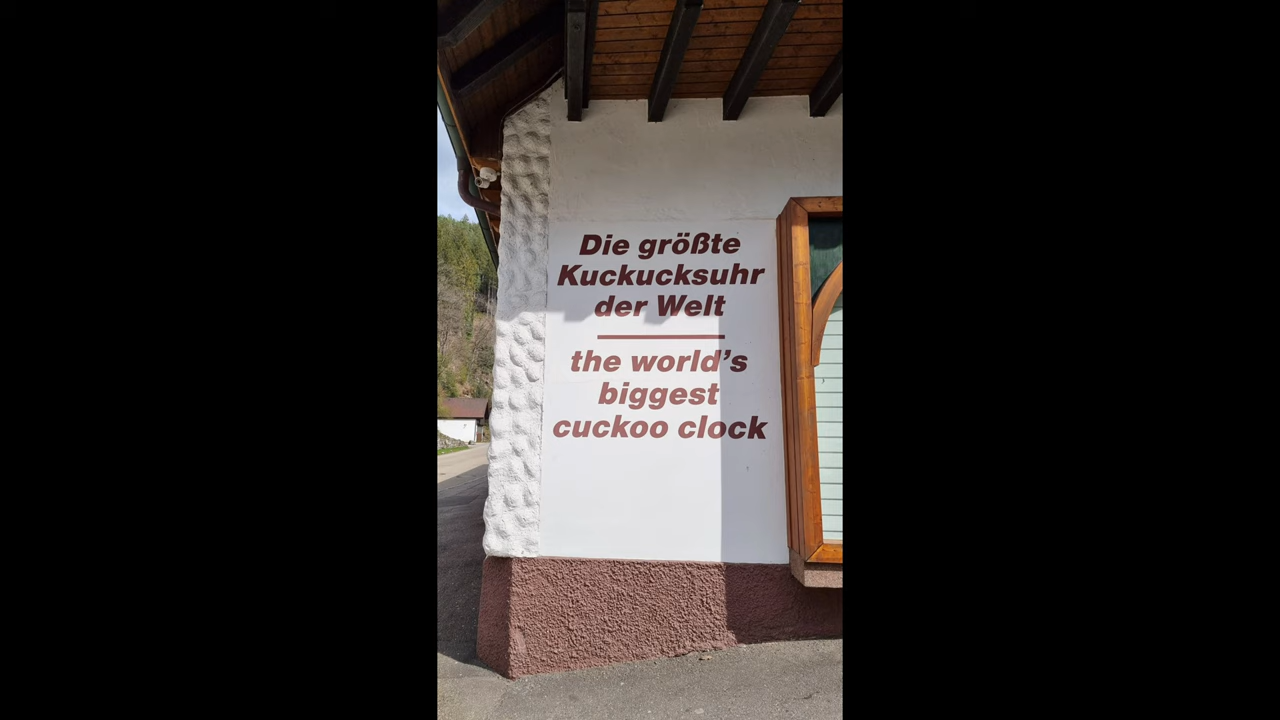 Die größte
Kuckucksuhr
der Welt
the world's
biggest
cuckoo clock